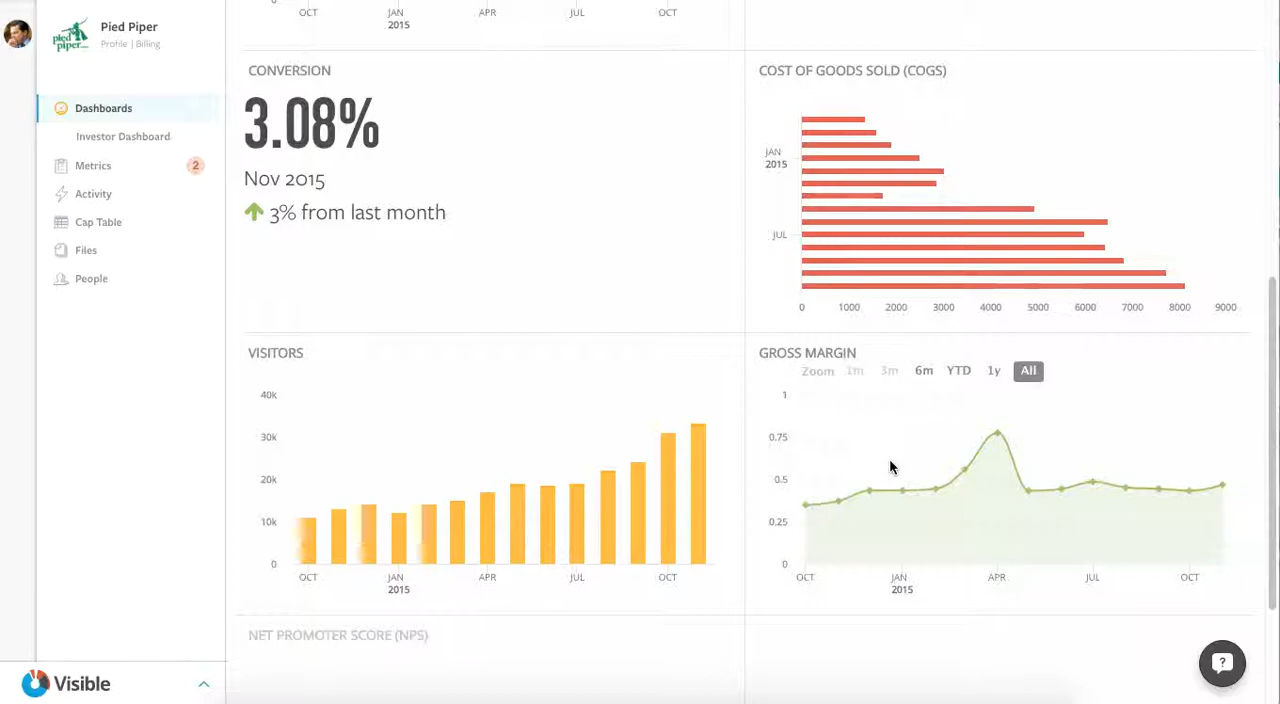 pied
piper
Pied Piper
Profile | Billing
Dashboards
Investor Dashboard
Metrics
2
Activity
Cap Table
Files
People
Visible
0
OCT
JAN
APR
JUL
OCT
2015
CONVERSION
3.08%
Nov 2015
3% from last month
COST OF GOODS SOLD (COGS)
JAN
2015
JUL
0 1000 2000 3000 4000 5000 6000 7000 8000 9000
VISITORS
40k
30k
20k
10k
0
OCT JAN APR JUL OCT
2015
GROSS MARGIN
Zoom 1m 3m 6m YTD 1y All
1
0.75
0.5
0.25
0
OCT JAN APR JUL OCT
2015
NET PROMOTER SCORE (NPS)